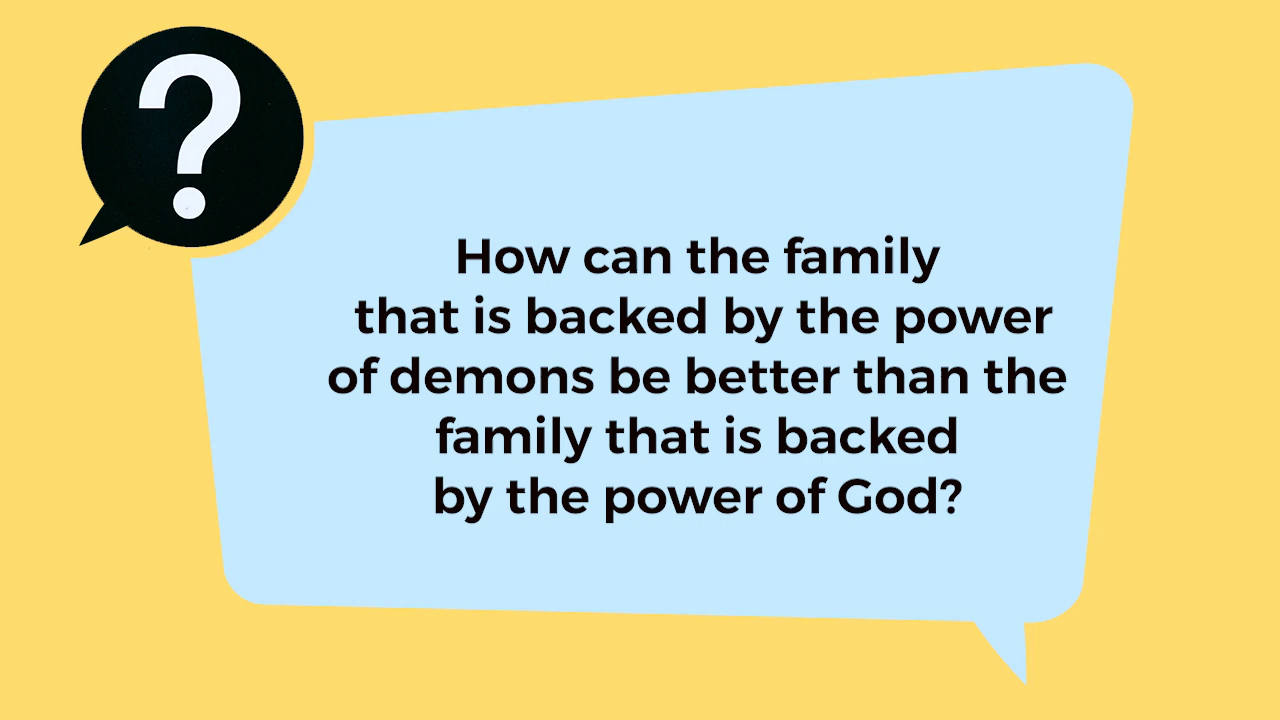 ?
How can the family
that is backed by the power
of demons be better than the
family that is backed
by the power of God?